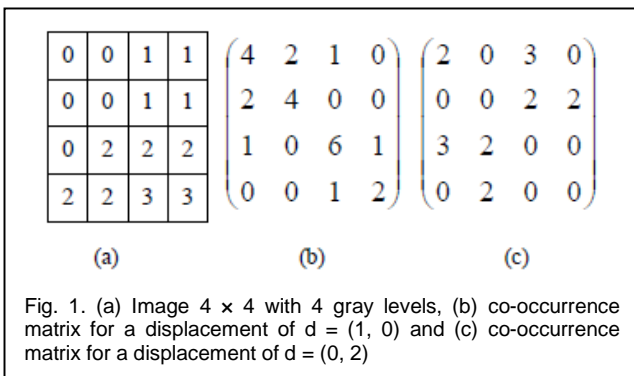 0 0 1 1
0 0 1 1
0 2 2 2
2 2 3 3
(a)
4 2 1 0
2 4 0 0
1 0 6 1
0 0 1 2
(b)
2 0 3 0
0 0 2 2
3 2 0 0
0 2 0 0
(c)
Fig. 1. (a) Image 4 × 4 with 4 gray levels, (b) co-occurrence
matrix for a displacement of d = (1, 0) and (c) co-occurrence
matrix for a displacement of d = (0, 2)